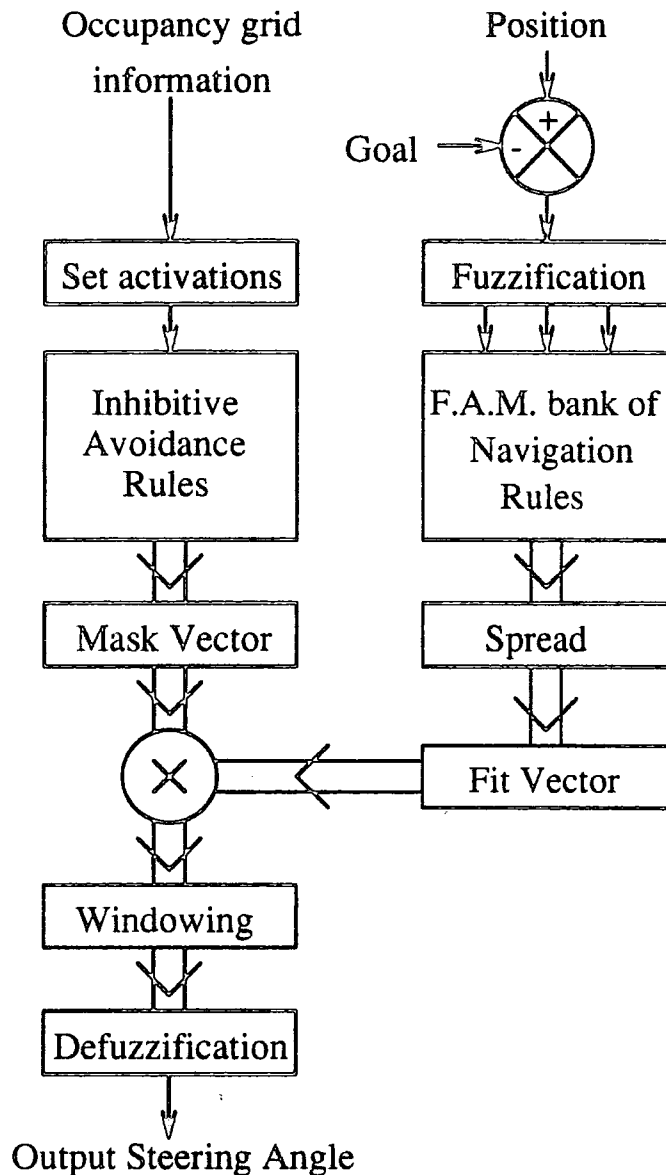 Occupancy grid
information
Position
+
Goal
-
Set activations
Fuzzification
Inhibitive
Avoidance
Rules
F.A.M. bank of
Navigation
Rules
Mask Vector
Spread
Fit Vector
Windowing
Defuzzification
Output Steering Angle